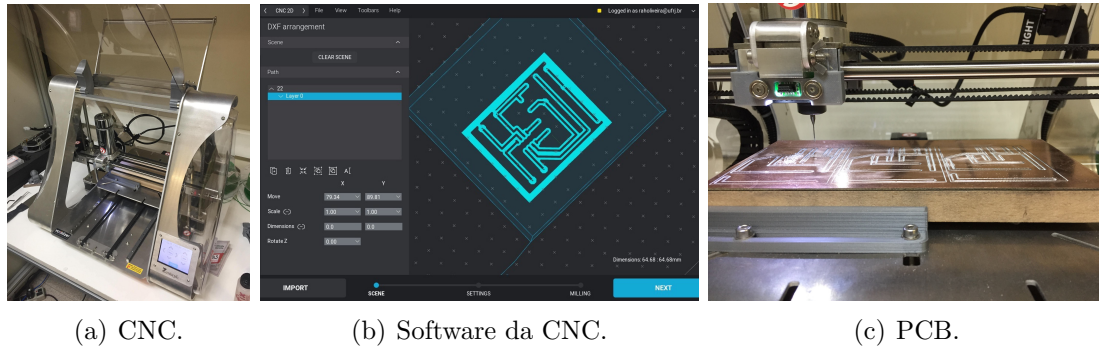 CNC 2D
File
View
Toolbars
Help
Logged in as raholiveira@ufrj.br
DXF arrangement
Scene
CLEAR SCENE
Path
ZZ
Layer 0
X
Y
Move
79.34
89.81
Scale
1.00
1.00
Dimensions
0.0
0.0
Rotate Z
0.00
Dimensions: 64.68 : 64.68mm
IMPORT
SCENE
SETTINGS
MILLING
NEXT
RIGHT
(a) CNC.
(b) Software da CNC.
(c) PCB.